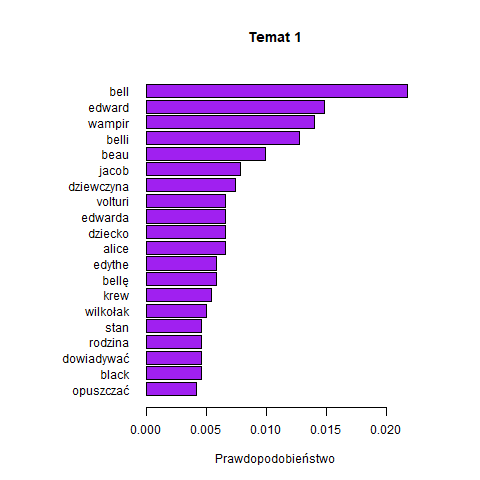 Temat 1
bell
edward
wampir
belli
beau
jacob
dziewczyna
volturi
edwarda
dziecko
alice
edythe
bellę
krew
wilkołak
stan
rodzina
dowiadywać
black
opuszczać
0.000 0.005 0.010 0.015 0.020
Prawdopodobieństwo